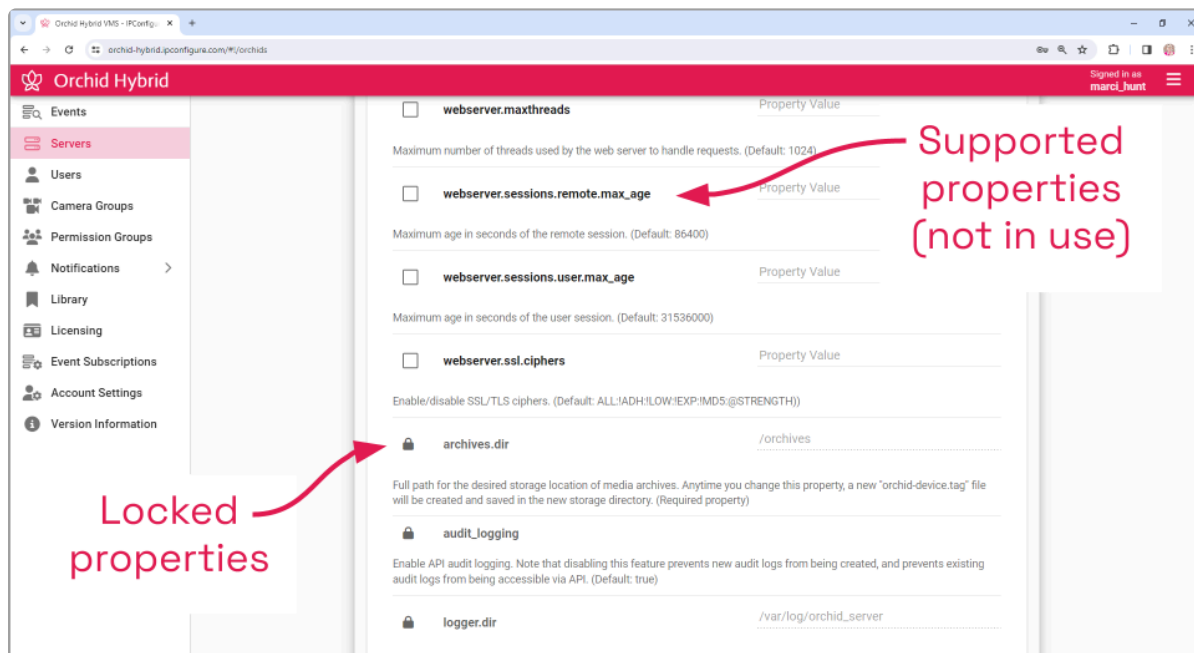 Orchid Hybrid VMS - IPConfigu
orchid-hybrid.ipconfigure.com/#!/orchids
Orchid Hybrid
Signed in as
marci_hunt
Events
Servers
Users
Camera Groups
Permission Groups
Notifications
Library
Licensing
Event Subscriptions
Account Settings
Version Information
webserver.maxthreads
Property Value
Maximum number of threads used by the web server to handle requests. (Default: 1024)
webserver.sessions.remote.max_age
Property Value
Maximum age in seconds of the remote session. (Default: 86400)
webserver.sessions.user.max_age
Property Value
Maximum age in seconds of the user session. (Default: 31536000)
webserver.ssl.ciphers
Property Value
Enable/disable SSL/TLS ciphers. (Default: ALL:!ADH:!LOW:!EXP:!MD5:@STRENGTH))
archives.dir
/archives
Full path for the desired storage location of media archives. Anytime you change this property, a new "orchid-device.tag" file
will be created and saved in the new storage directory. (Required property)
audit_logging
Enable API audit logging. Note that disabling this feature prevents new audit logs from being created, and prevents existing
audit logs from being accessible via API. (Default: true)
logger.dir
/var/log/orchid_server
Supported
properties
(not in use)
Locked
properties